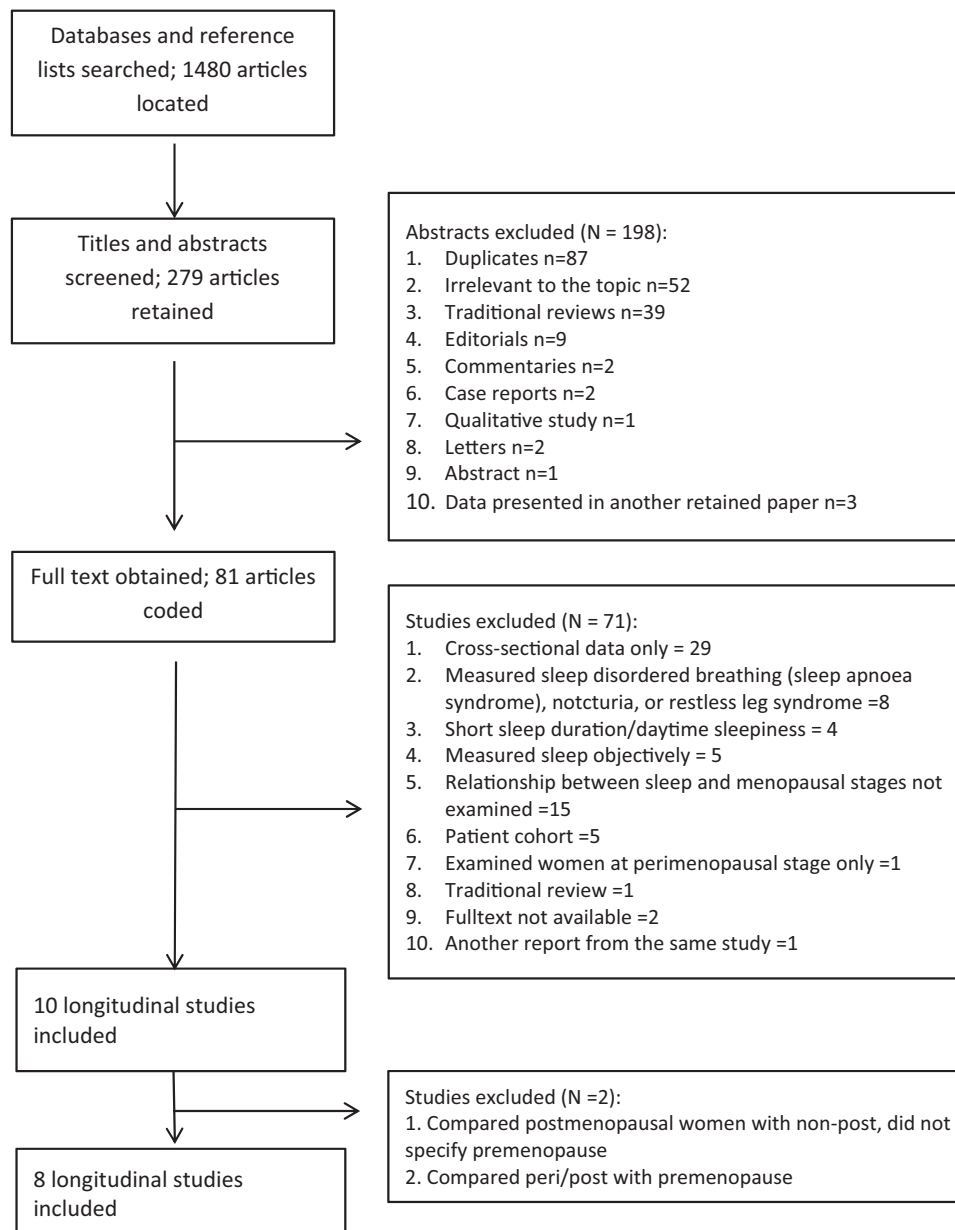 Databases and reference
lists searched; 1480 articles
located
Titles and abstracts
screened; 279 articles
retained
Abstracts excluded (N = 198):
1. Duplicates n=87
2. Irrelevant to the topic n=52
3. Traditional reviews n=39
4. Editorials n=9
5. Commentaries n=2
6. Case reports n=2
7. Qualitative study n=1
8. Letters n=2
9. Abstract n=1
10. Data presented in another retained paper n=3
Full text obtained; 81 articles
coded
Studies excluded (N = 71):
1. Cross-sectional data only = 29
2. Measured sleep disordered breathing (sleep apnoea
syndrome), notcturia, or restless leg syndrome =8
3. Short sleep duration/daytime sleepiness = 4
4. Measured sleep objectively = 5
5. Relationship between sleep and menopausal stages not
examined =15
6. Patient cohort =5
7. Examined women at perimenopausal stage only =1
8. Traditional review =1
9. Fulltext not available =2
10. Another report from the same study =1
10 longitudinal studies
included
Studies excluded (N =2):
1. Compared postmenopausal women with non-post, did not
specify premenopause
2. Compared peri/post with premenopause
8 longitudinal studies
included